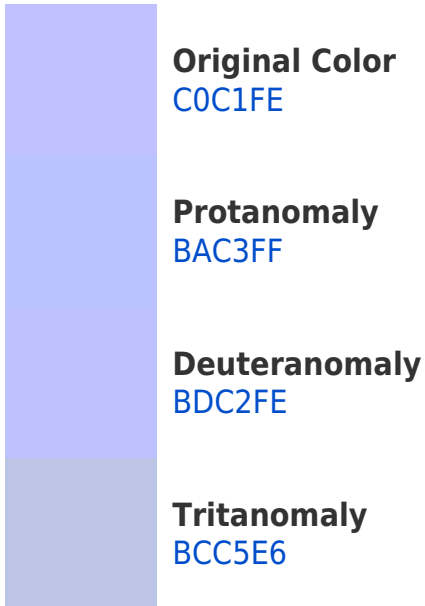 Original Color
C0C1FE
Protanomaly
BAC3FF
Deuteranomaly
BDC2FE
Tritanomaly
BCC5E6